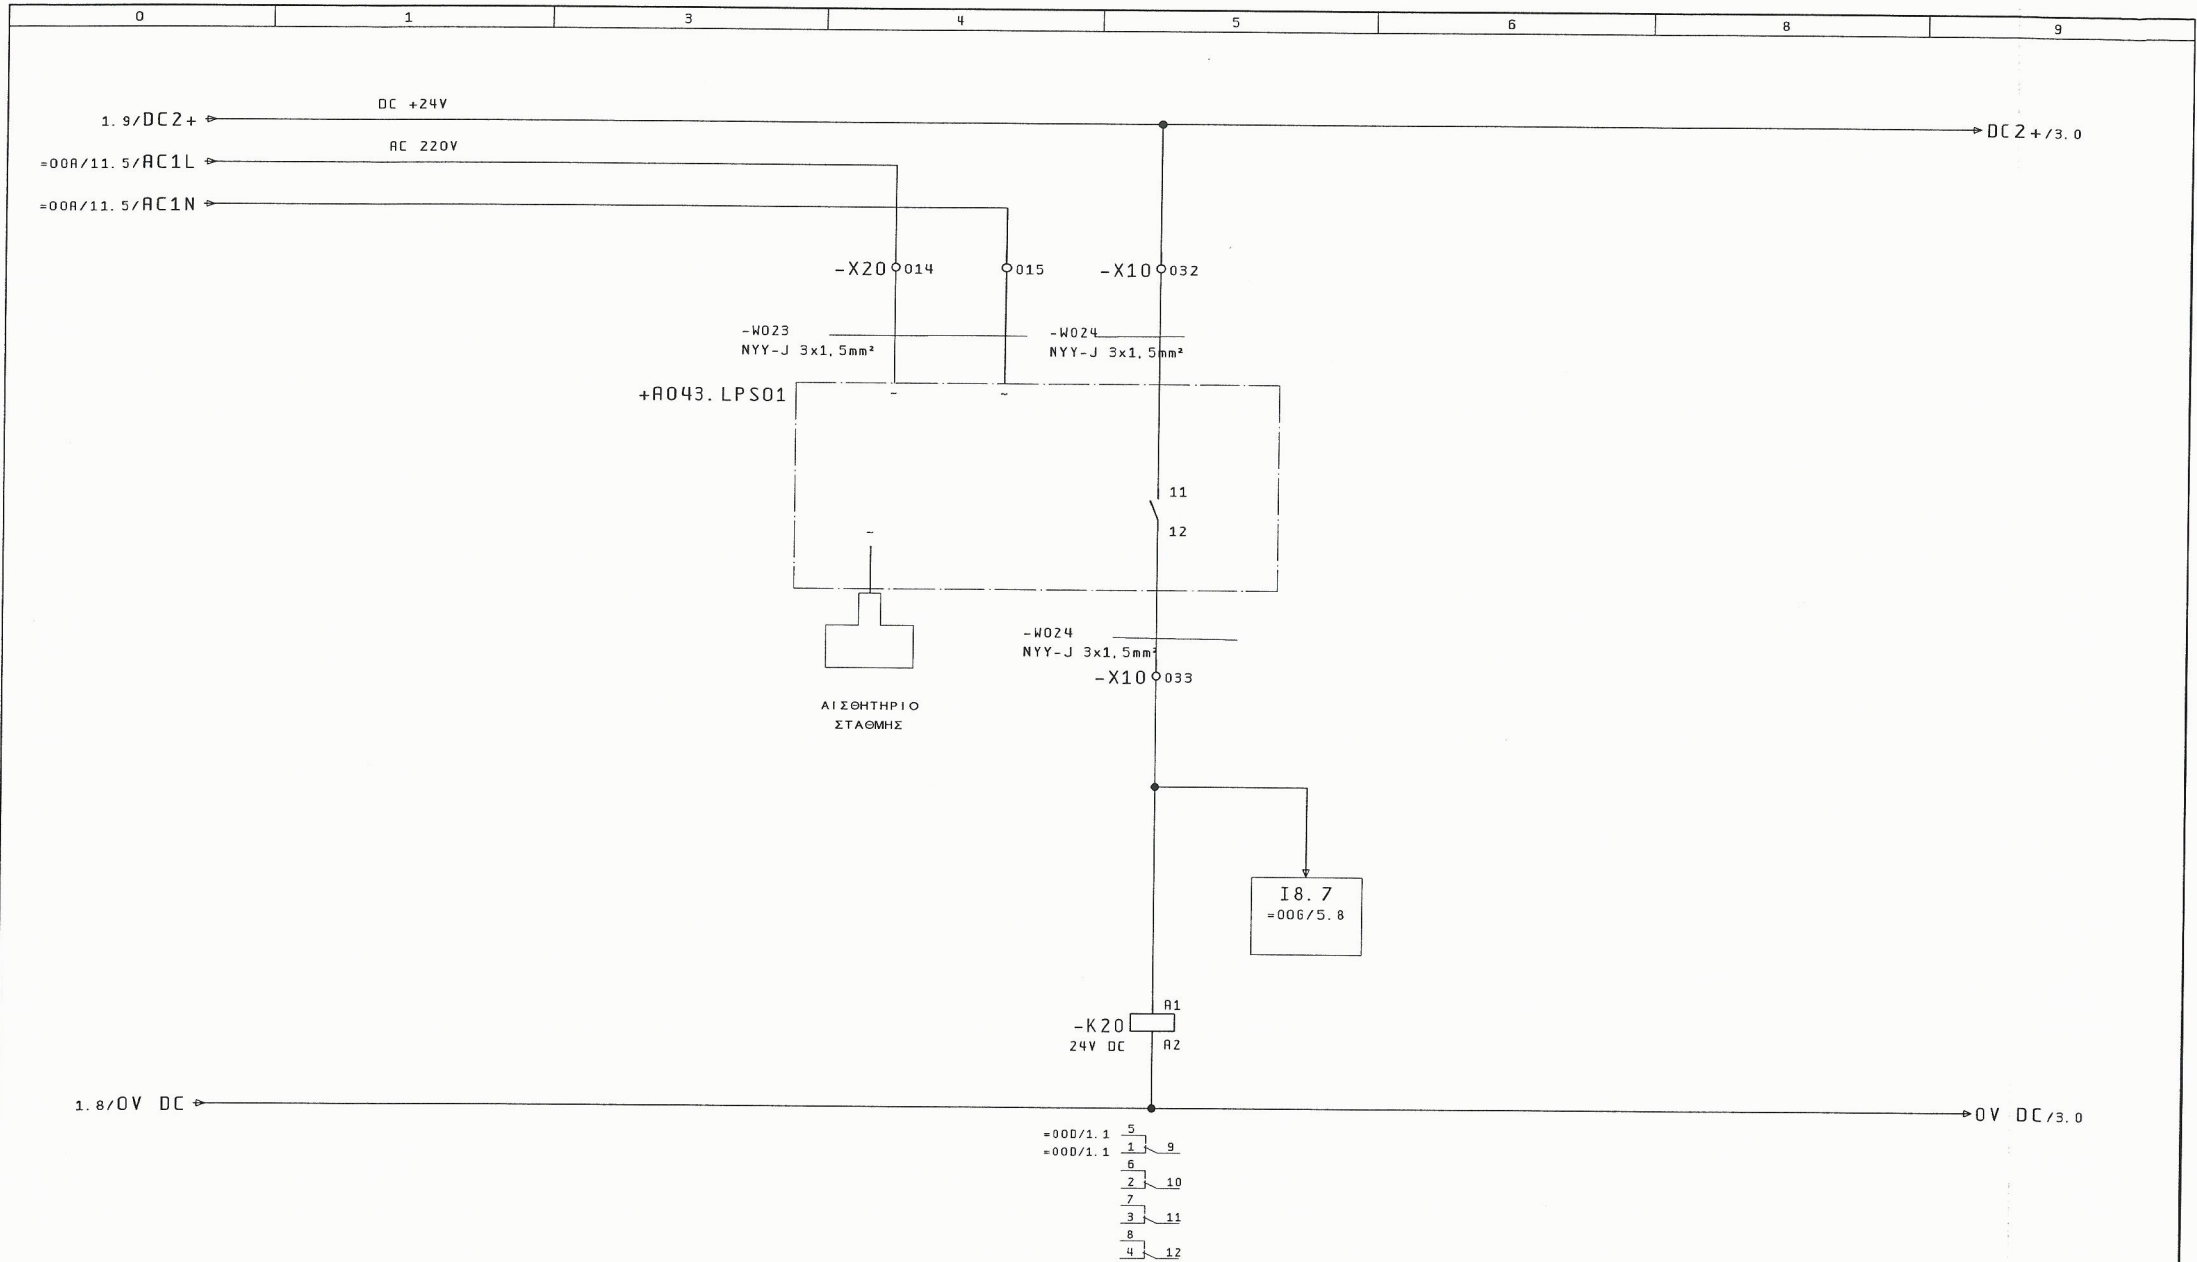 0 1 3 4 5 6 8 9
DC +24V
1.9/DC2+
DC2+/3.0
AC 220V
=00A/11.5/AC1L
=00A/11.5/AC1N
-X20 014
015
-X10 032
-W023
NYY-J 3x1,5mm²
-W024
NYY-J 3x1,5mm²
+A043.LPS01
~ ~
11
12
~
-W024
NYY-J 3x1,5mm²
-X10 033
ΑΙΣΘΗΤΗΡΙΟ
ΣΤΑΘΜΗΣ
I8.7
=00G/5.8
A1
-K20
24V DC
A2
1.8/0V DC
0V DC/3.0
=00D/1.1 5
=00D/1.1 1 9
6
2 10
7
3 11
8
4 12